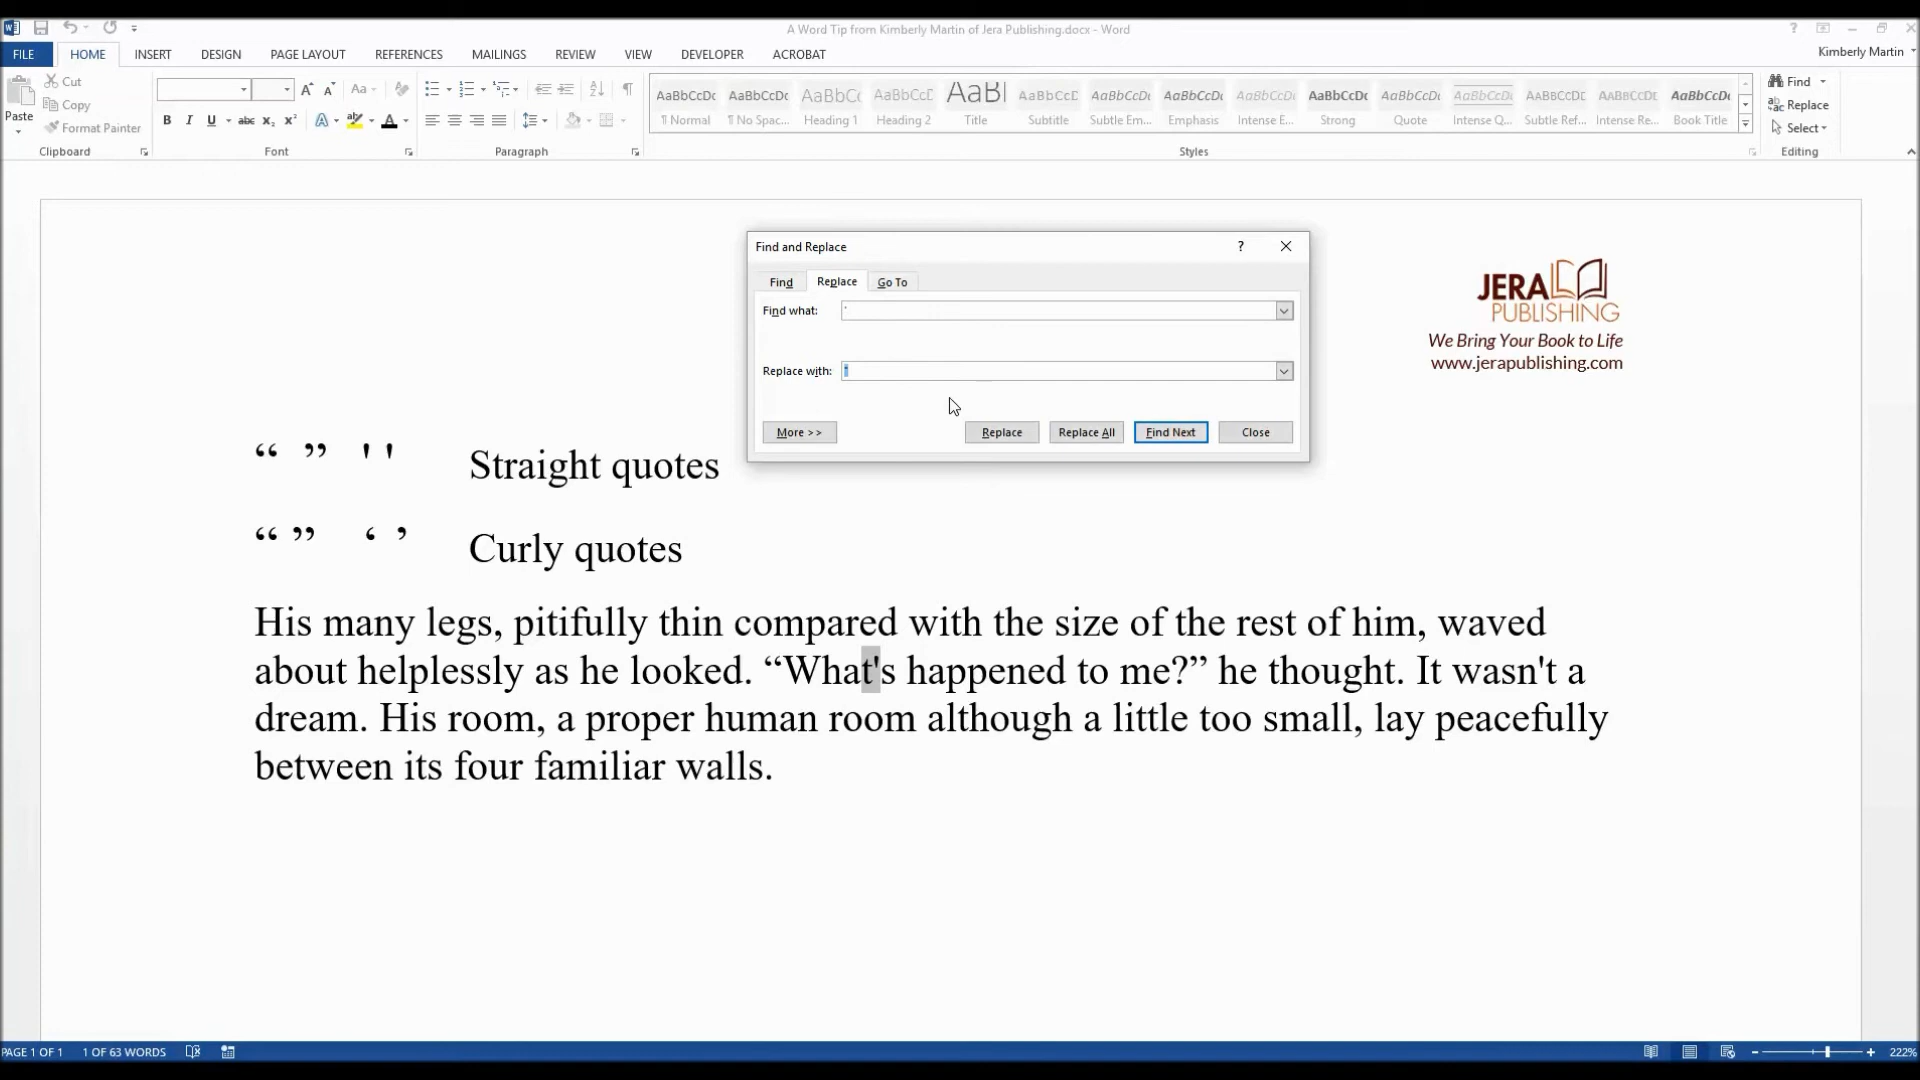 A Word Tip from Kimberly Martin of Jera Publishing.docx - Word
FILE HOME INSERT DESIGN PAGE LAYOUT REFERENCES MAILINGS REVIEW VIEW DEVELOPER ACROBAT Kimberly Martin
Cut
Copy
Paste
Format Painter
Clipboard Font Paragraph Styles Editing
AaBbCcDc AaBbCcDc AaBbCc AaBbCcD AaBl AaBbCcD AaBbCcDc AaBbCcDc AaBbCcDc AaBbCcDc AaBbCcDc AaBbCcDc AABBCCDE AABBCCDE AaBbCcDc
¶ Normal ¶ No Spac... Heading 1 Heading 2 Title Subtitle Subtle Em... Emphasis Intense E... Strong Quote Intense Q... Subtle Ref... Intense Re... Book Title
Find
Replace
Select
Find and Replace
Find Replace Go To
Find what: '
Replace with: '
More >> Replace Replace All Find Next Close
JERA
PUBLISHING
We Bring Your Book to Life
www.jerapublishing.com
“ ” ' ' Straight quotes
“ ” ‘ ’ Curly quotes
His many legs, pitifully thin compared with the size of the rest of him, waved
about helplessly as he looked. “What's happened to me?” he thought. It wasn't a
dream. His room, a proper human room although a little too small, lay peacefully
between its four familiar walls.
PAGE 1 OF 1 1 OF 63 WORDS 222%